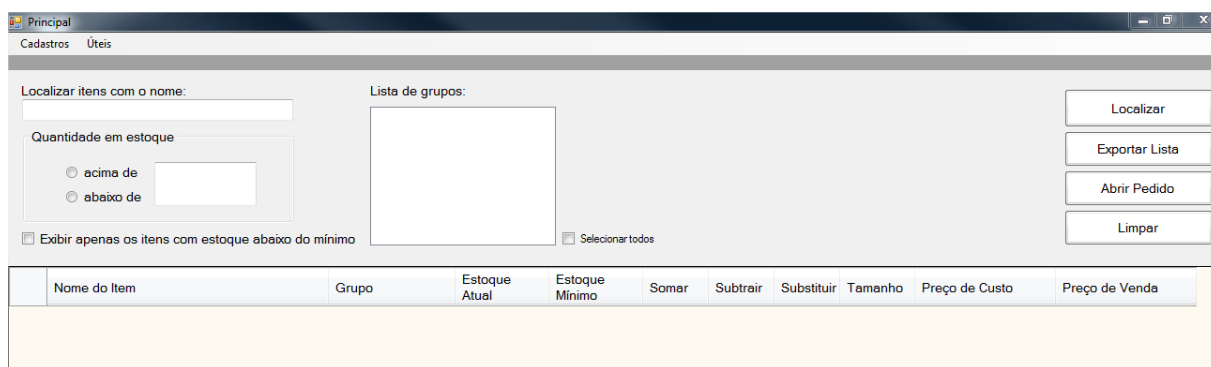 Principal
Cadastros Úteis
Localizar itens com o nome:
Lista de grupos:
Quantidade em estoque
acima de
abaixo de
Exibir apenas os itens com estoque abaixo do mínimo
Selecionar todos
Localizar
Exportar Lista
Abrir Pedido
Limpar
Nome do Item Grupo Estoque Atual Estoque Mínimo Somar Subtrair Substituir Tamanho Preço de Custo Preço de Venda